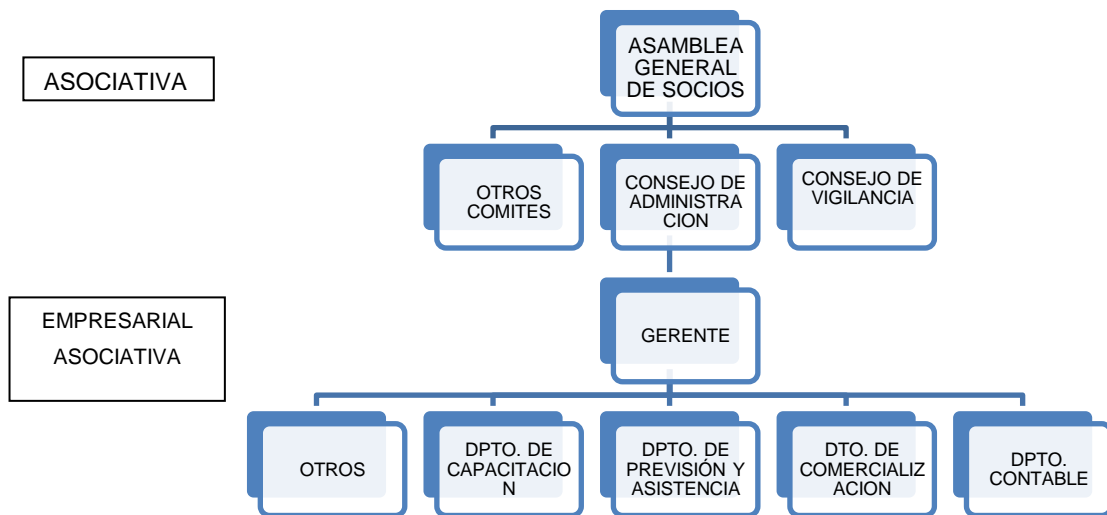 ASOCIATIVA
ASAMBLEA
GENERAL
DE SOCIOS
OTROS
COMITES
CONSEJO DE
ADMINISTRA
CION
CONSEJO DE
VIGILANCIA
EMPRESARIAL
ASOCIATIVA
GERENTE
OTROS
DPTO. DE
CAPACITACIO
N
DPTO. DE
PREVISIÓN Y
ASISTENCIA
DTO. DE
COMERCIALIZ
ACION
DPTO.
CONTABLE